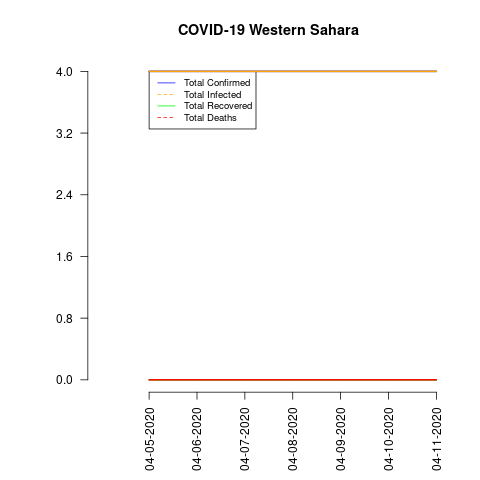 COVID-19 Western Sahara
4.0
3.2
2.4
1.6
0.8
0.0
Total Confirmed
Total Infected
Total Recovered
Total Deaths
04-05-2020
04-06-2020
04-07-2020
04-08-2020
04-09-2020
04-10-2020
04-11-2020